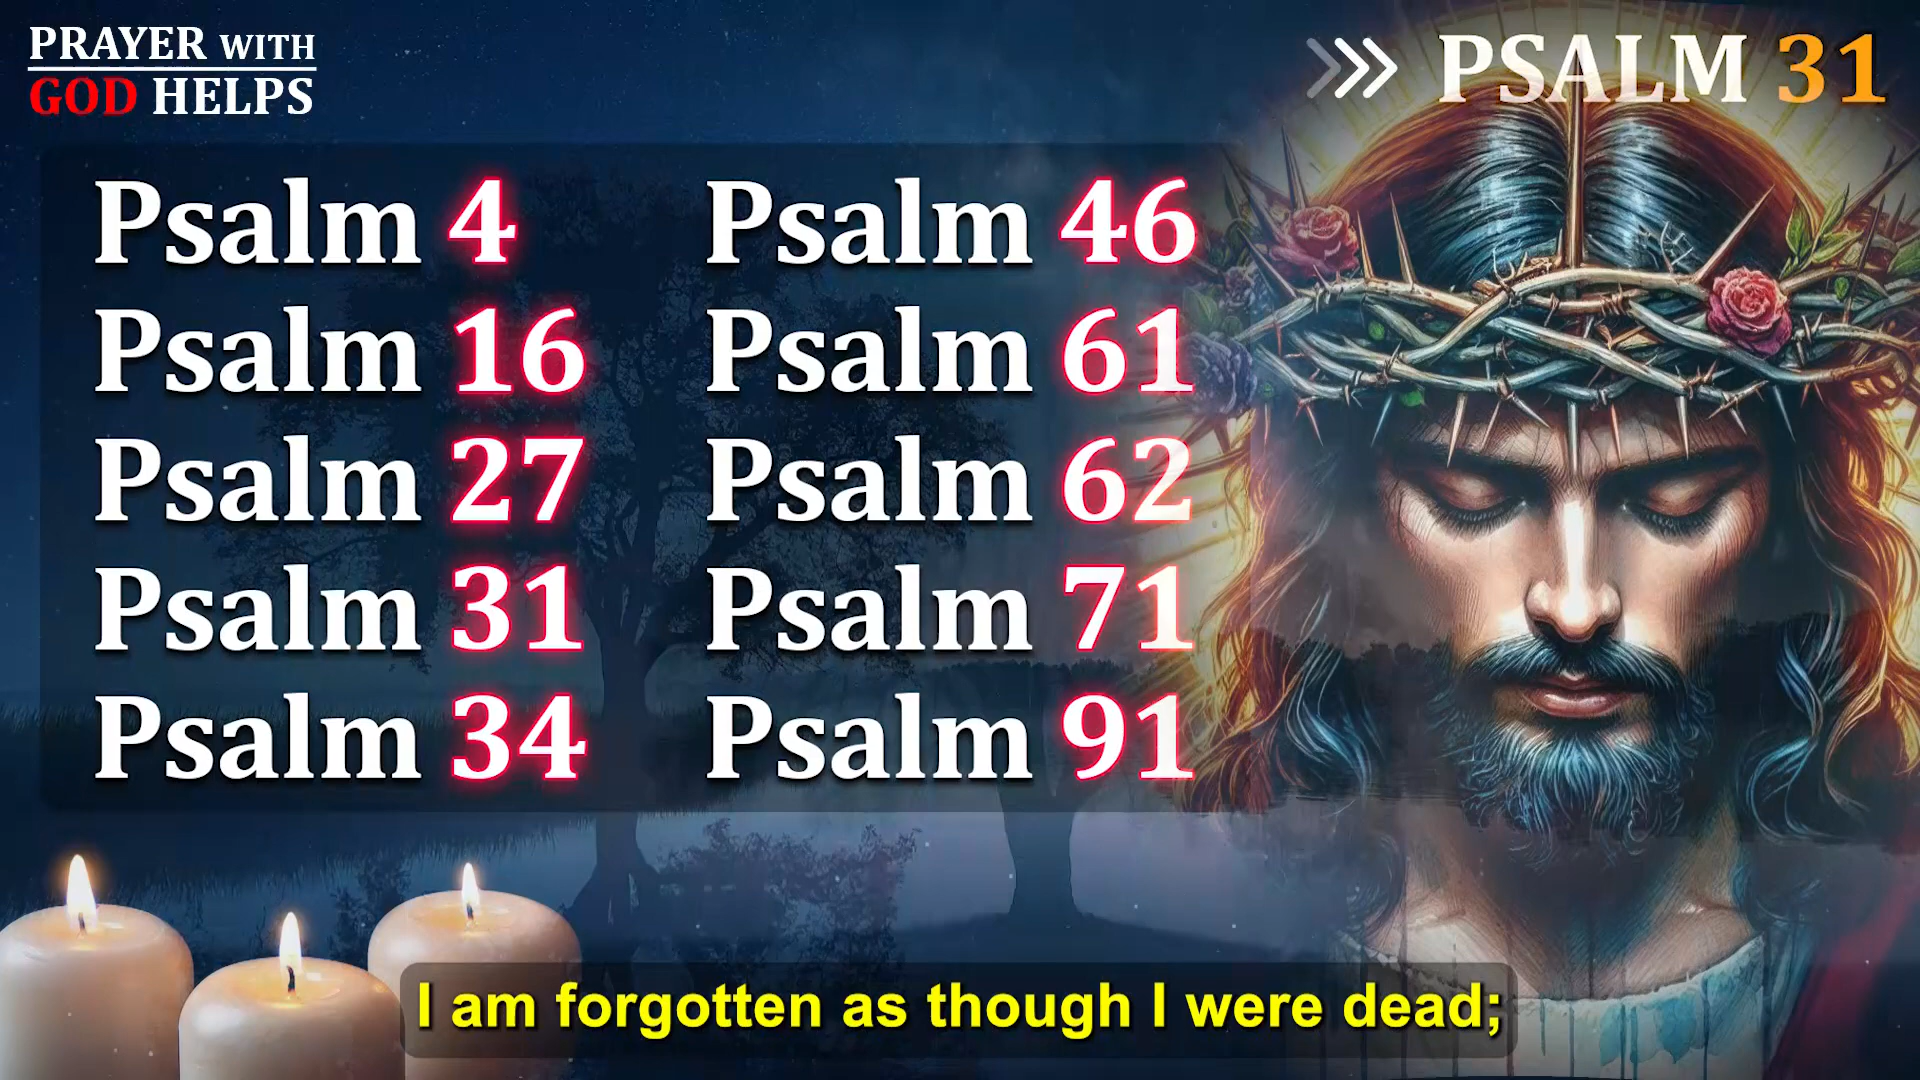 PRAYER WITH
GOD HELPS
PSALM 31
Psalm 4
Psalm 16
Psalm 27
Psalm 31
Psalm 34
Psalm 46
Psalm 61
Psalm 62
Psalm 71
Psalm 91
I am forgotten as though I were dead;